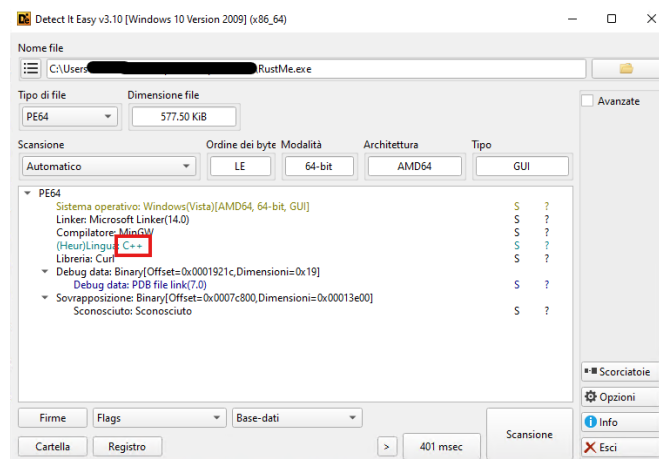 Detect It Easy v3.10 [Windows 10 Version 2009] (x86_64)
Nome file
C:\Users \RustMe.exe
Tipo di file Dimensione file
Avanzate
PE64 577.50 KiB
Scansione Ordine dei byte Modalità Architettura Tipo
Automatico LE 64-bit AMD64 GUI
PE64
Sistema operativo: Windows(Vista)[AMD64, 64-bit, GUI] S ?
Linker: Microsoft Linker(14.0) S ?
Compilatore: MinGW S ?
(Heur)Lingua: C++ S ?
Libreria: Curl S ?
Debug data: Binary[Offset=0x0001921c,Dimensioni=0x19]
Debug data: PDB file link(7.0) S ?
Sovrapposizione: Binary[Offset=0x0007c800,Dimensioni=0x00013e00]
Sconosciuto: Sconosciuto S ?
Scorciatoie
Opzioni
Firme Flags Base-dati Scansione Info
Cartella Registro > 401 msec Esci